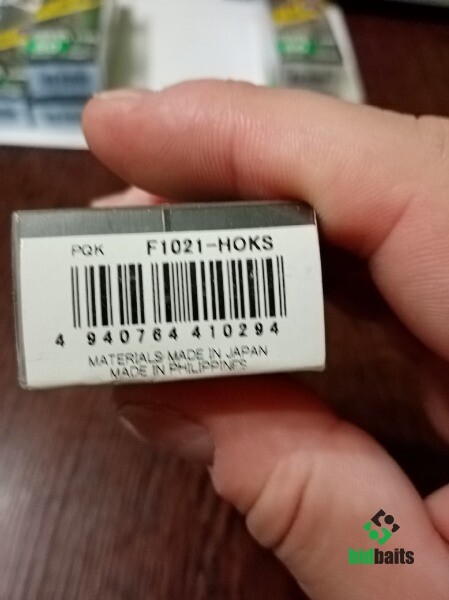 PQK F1021-HOKS
4 940764 410294
MATERIALS MADE IN JAPAN
MADE IN PHILIPPINES
bidbaits